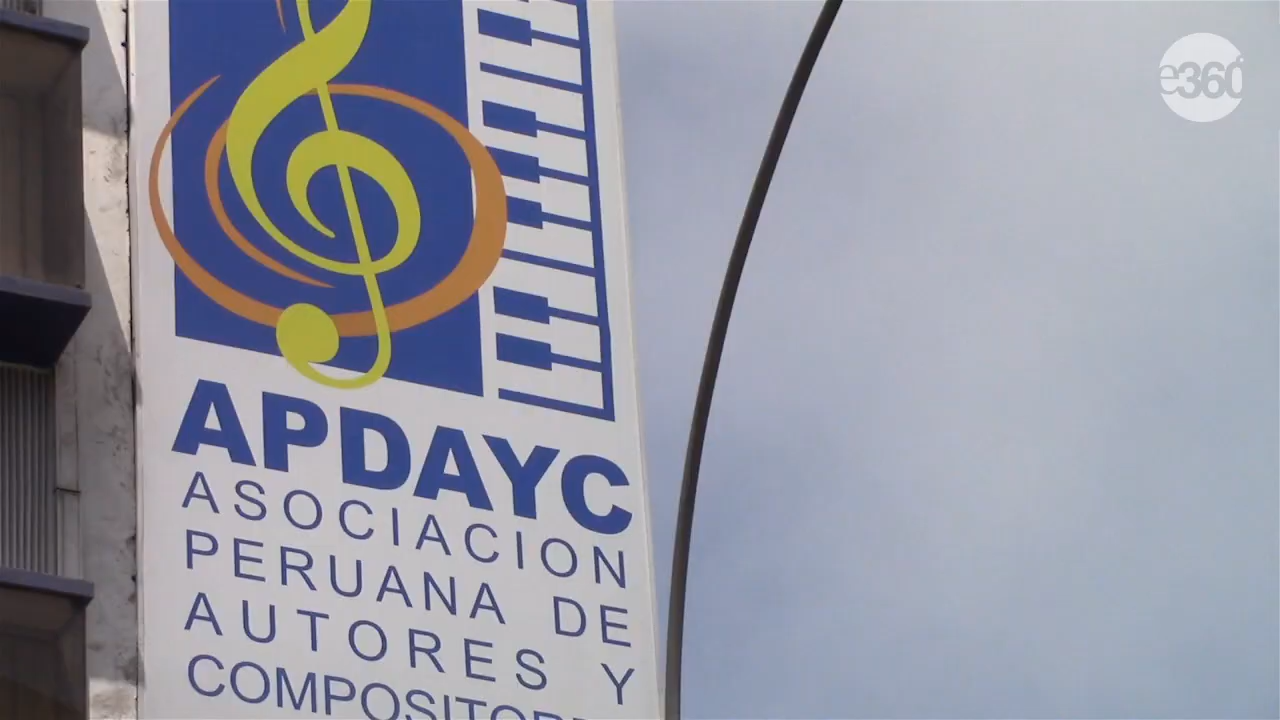 e360°
APDAYC
ASOCIACION
PERUANA DE
AUTORES Y